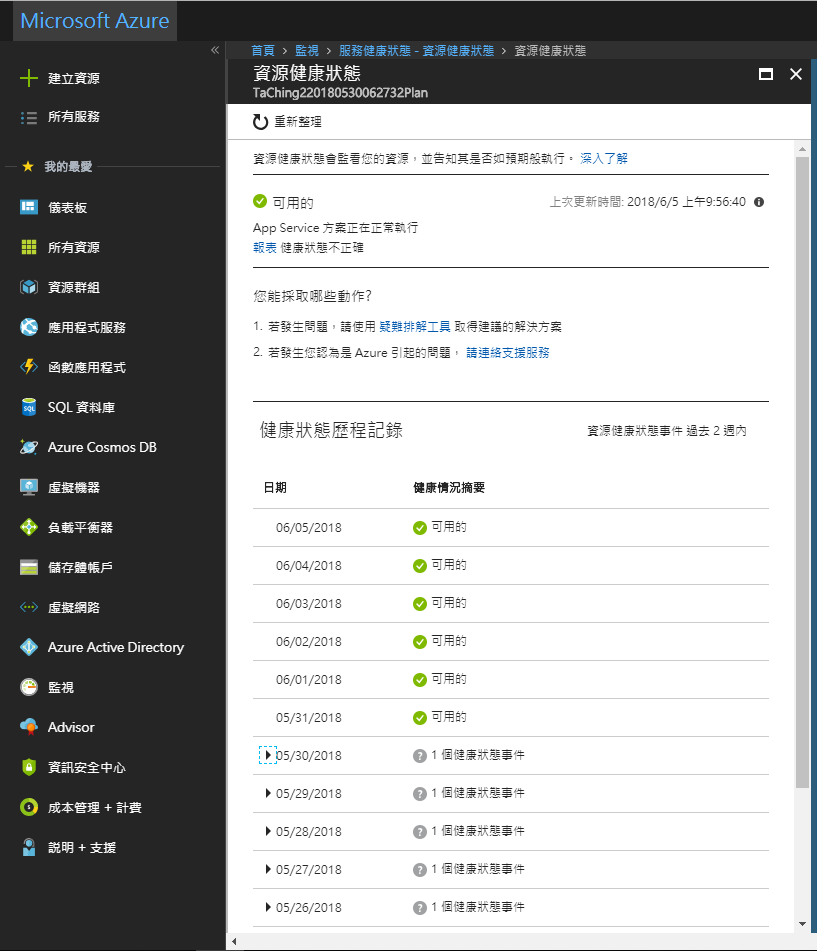 Microsoft Azure
«
首頁 > 監視 > 服務健康狀態 - 資源健康狀態 > 資源健康狀態
資源健康狀態
TaChing220180530062732Plan
建立資源
所有服務
我的最愛
儀表板
所有資源
資源群組
應用程式服務
函數應用程式
SQL 資料庫
Azure Cosmos DB
虛擬機器
負載平衡器
儲存體帳戶
虛擬網路
Azure Active Directory
監視
Advisor
資訊安全中心
成本管理 + 計費
說明 + 支援
重新整理
資源健康狀態會監看您的資源，並告知其是否如預期般執行。 深入了解
可用的
上次更新時間: 2018/6/5 上午9:56:40
App Service 方案正在正常執行
報表 健康狀態不正確
您能採取哪些動作?
1. 若發生問題，請使用 疑難排解工具 取得建議的解決方案
2. 若發生您認為是 Azure 引起的問題， 請連絡支援服務
健康狀態歷程記錄
資源健康狀態事件 過去 2 週內
日期 健康情況摘要
06/05/2018 可用的
06/04/2018 可用的
06/03/2018 可用的
06/02/2018 可用的
06/01/2018 可用的
05/31/2018 可用的
05/30/2018 1 個健康狀態事件
05/29/2018 1 個健康狀態事件
05/28/2018 1 個健康狀態事件
05/27/2018 1 個健康狀態事件
05/26/2018 1 個健康狀態事件